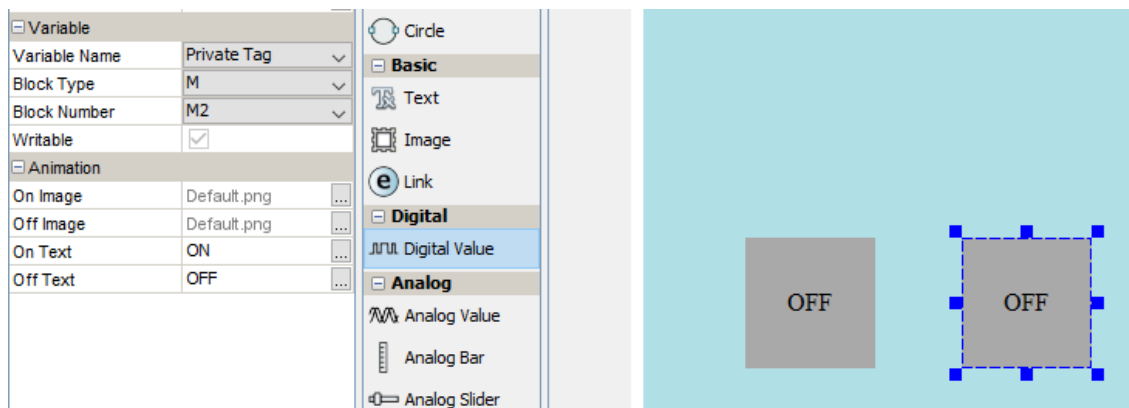 Variable
Variable Name Private Tag
Block Type M
Block Number M2
Writable
Animation
On Image Default.png ...
Off Image Default.png ...
On Text ON ...
Off Text OFF ...
Circle
Basic
Text
Image
e Link
Digital
Digital Value
Analog
Analog Value
Analog Bar
Analog Slider
OFF
OFF